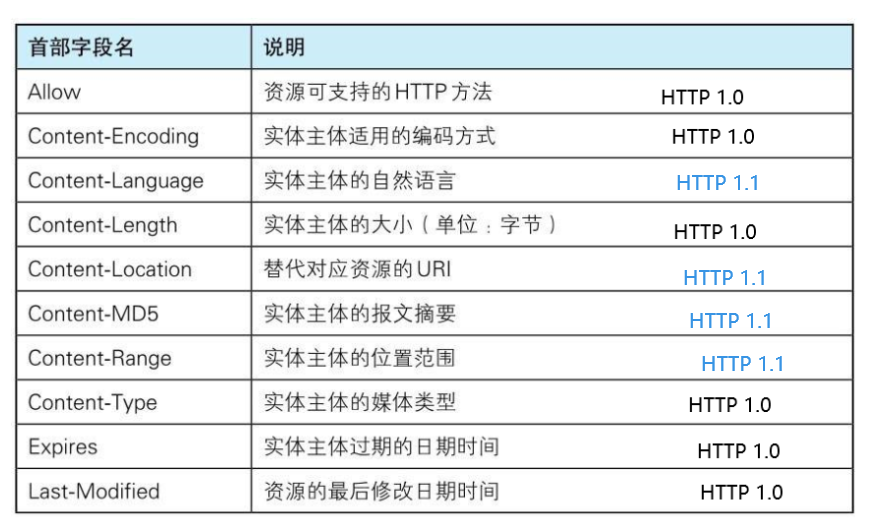 首部字段名 说明
Allow 资源可支持的HTTP方法 HTTP 1.0
Content-Encoding 实体主体适用的编码方式 HTTP 1.0
Content-Language 实体主体的自然语言 HTTP 1.1
Content-Length 实体主体的大小（单位：字节） HTTP 1.0
Content-Location 替代对应资源的URI HTTP 1.1
Content-MD5 实体主体的报文摘要 HTTP 1.1
Content-Range 实体主体的位置范围 HTTP 1.1
Content-Type 实体主体的媒体类型 HTTP 1.0
Expires 实体主体过期的日期时间 HTTP 1.0
Last-Modified 资源的最后修改日期时间 HTTP 1.0